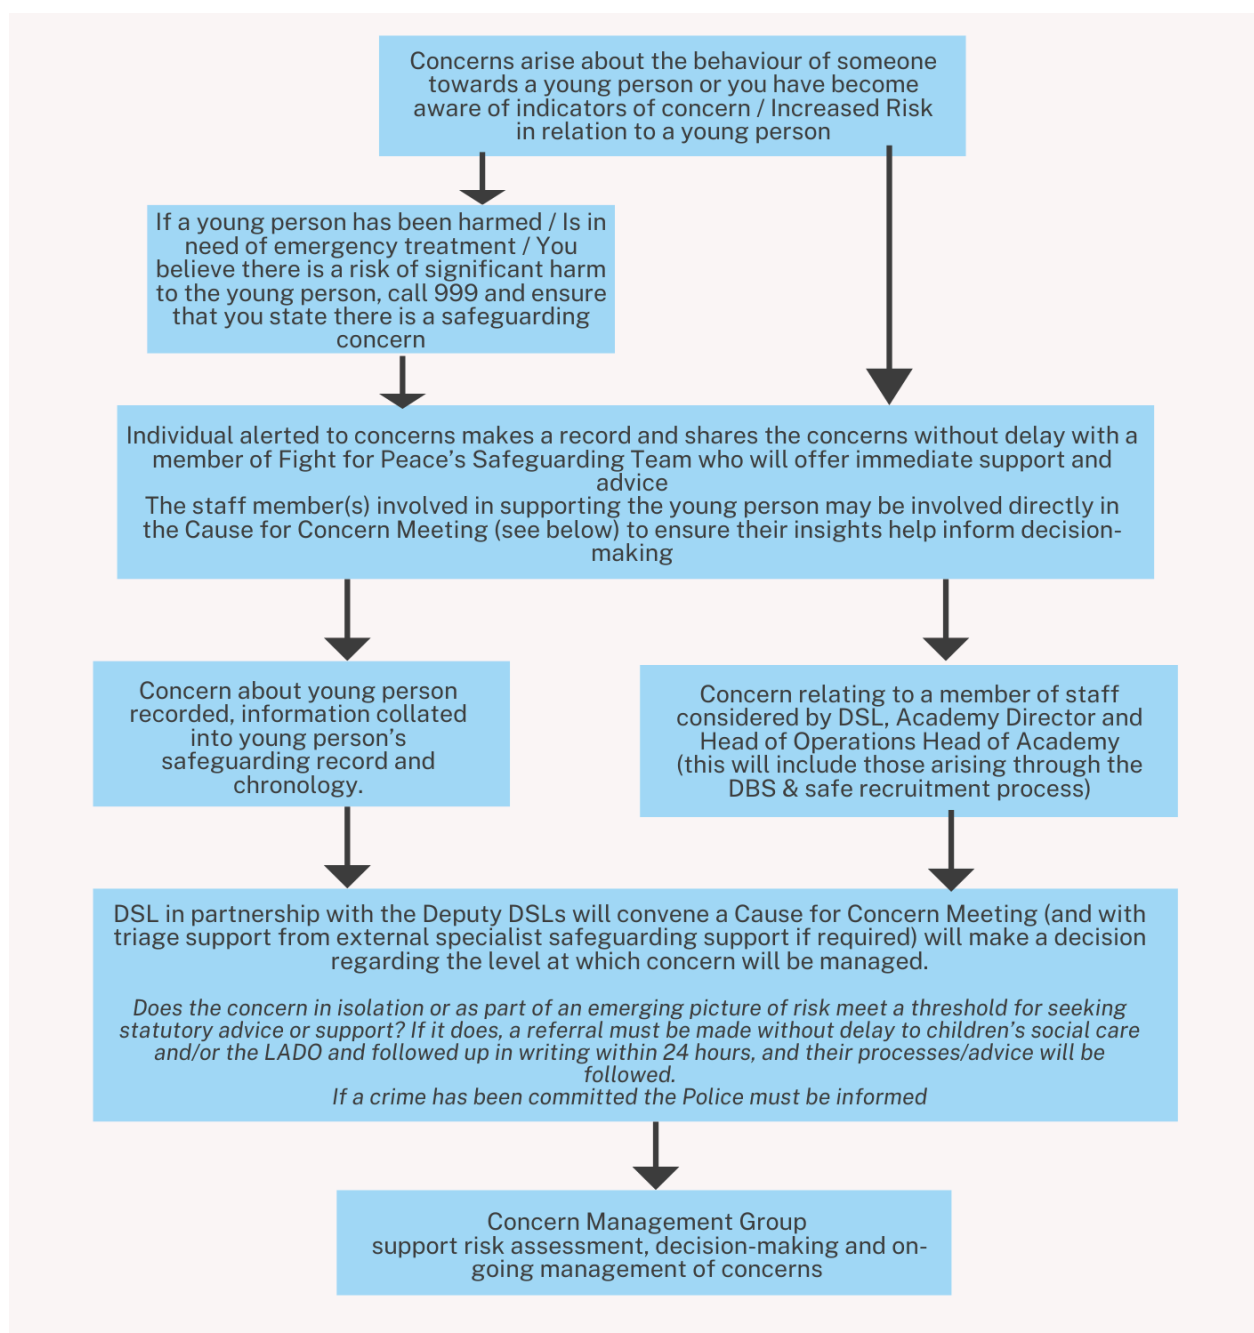 Concerns arise about the behaviour of someone
towards a young person or you have become
aware of indicators of concern / Increased Risk
in relation to a young person
If a young person has been harmed / Is in
need of emergency treatment / You
believe there is a risk of significant harm
to the young person, call 999 and ensure
that you state there is a safeguarding
concern
Individual alerted to concerns makes a record and shares the concerns without delay with a
member of Fight for Peace’s Safeguarding Team who will offer immediate support and
advice
The staff member(s) involved in supporting the young person may be involved directly in
the Cause for Concern Meeting (see below) to ensure their insights help inform decision-
making
Concern about young person
recorded, information collated
into young person’s
safeguarding record and
chronology.
Concern relating to a member of staff
considered by DSL, Academy Director and
Head of Operations Head of Academy
(this will include those arising through the
DBS & safe recruitment process)
DSL in partnership with the Deputy DSLs will convene a Cause for Concern Meeting (and with
triage support from external specialist safeguarding support if required) will make a decision
regarding the level at which concern will be managed.
Does the concern in isolation or as part of an emerging picture of risk meet a threshold for seeking
statutory advice or support? If it does, a referral must be made without delay to children’s social care
and/or the LADO and followed up in writing within 24 hours, and their processes/advice will be
followed.
If a crime has been committed the Police must be informed
Concern Management Group
support risk assessment, decision-making and on-
going management of concerns